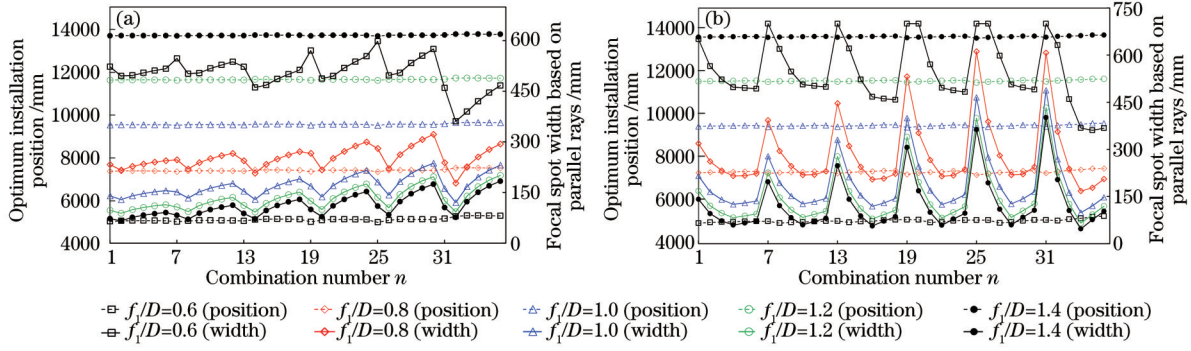 (a)
14000
12000
10000
8000
6000
4000
Optimum installation
position /mm
600
450
300
150
0
Focal spot width based on
parallel rays/mm
1 7 13 19 25 31
Combination number n
(b)
14000
12000
10000
8000
6000
4000
Optimum installation
position /mm
750
600
450
300
150
0
Focal spot width based on
parallel rays /mm
1 7 13 19 25 31
Combination number n
f₁/D=0.6 (position) f₁/D=0.8 (position) f₁/D=1.0 (position) f₁/D=1.2 (position) f₁/D=1.4 (position)
f₁/D=0.6 (width) f₁/D=0.8 (width) f₁/D=1.0 (width) f₁/D=1.2 (width) f₁/D=1.4 (width)